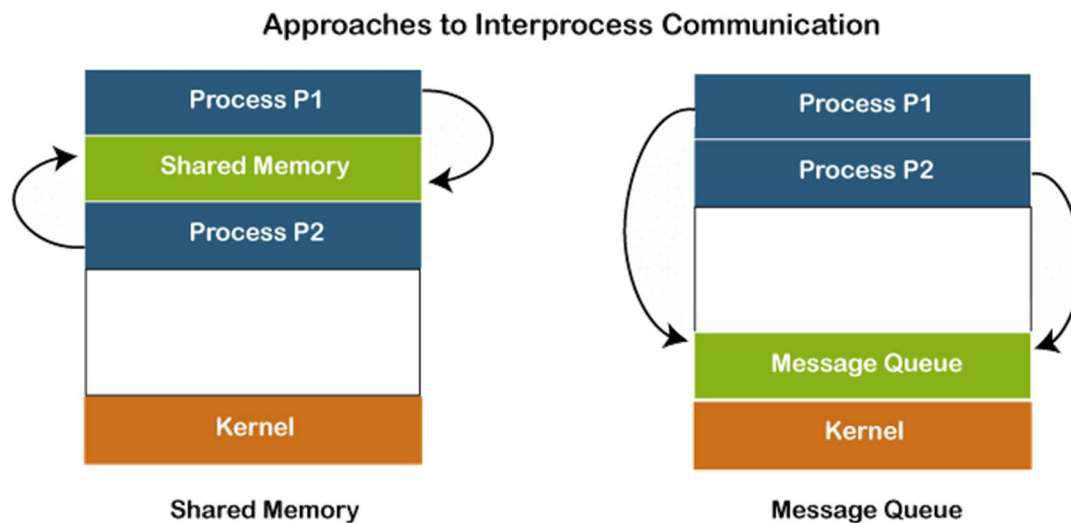 Approaches to Interprocess Communication
Process P1
Shared Memory
Process P2
Kernel
Shared Memory
Process P1
Process P2
Message Queue
Kernel
Message Queue